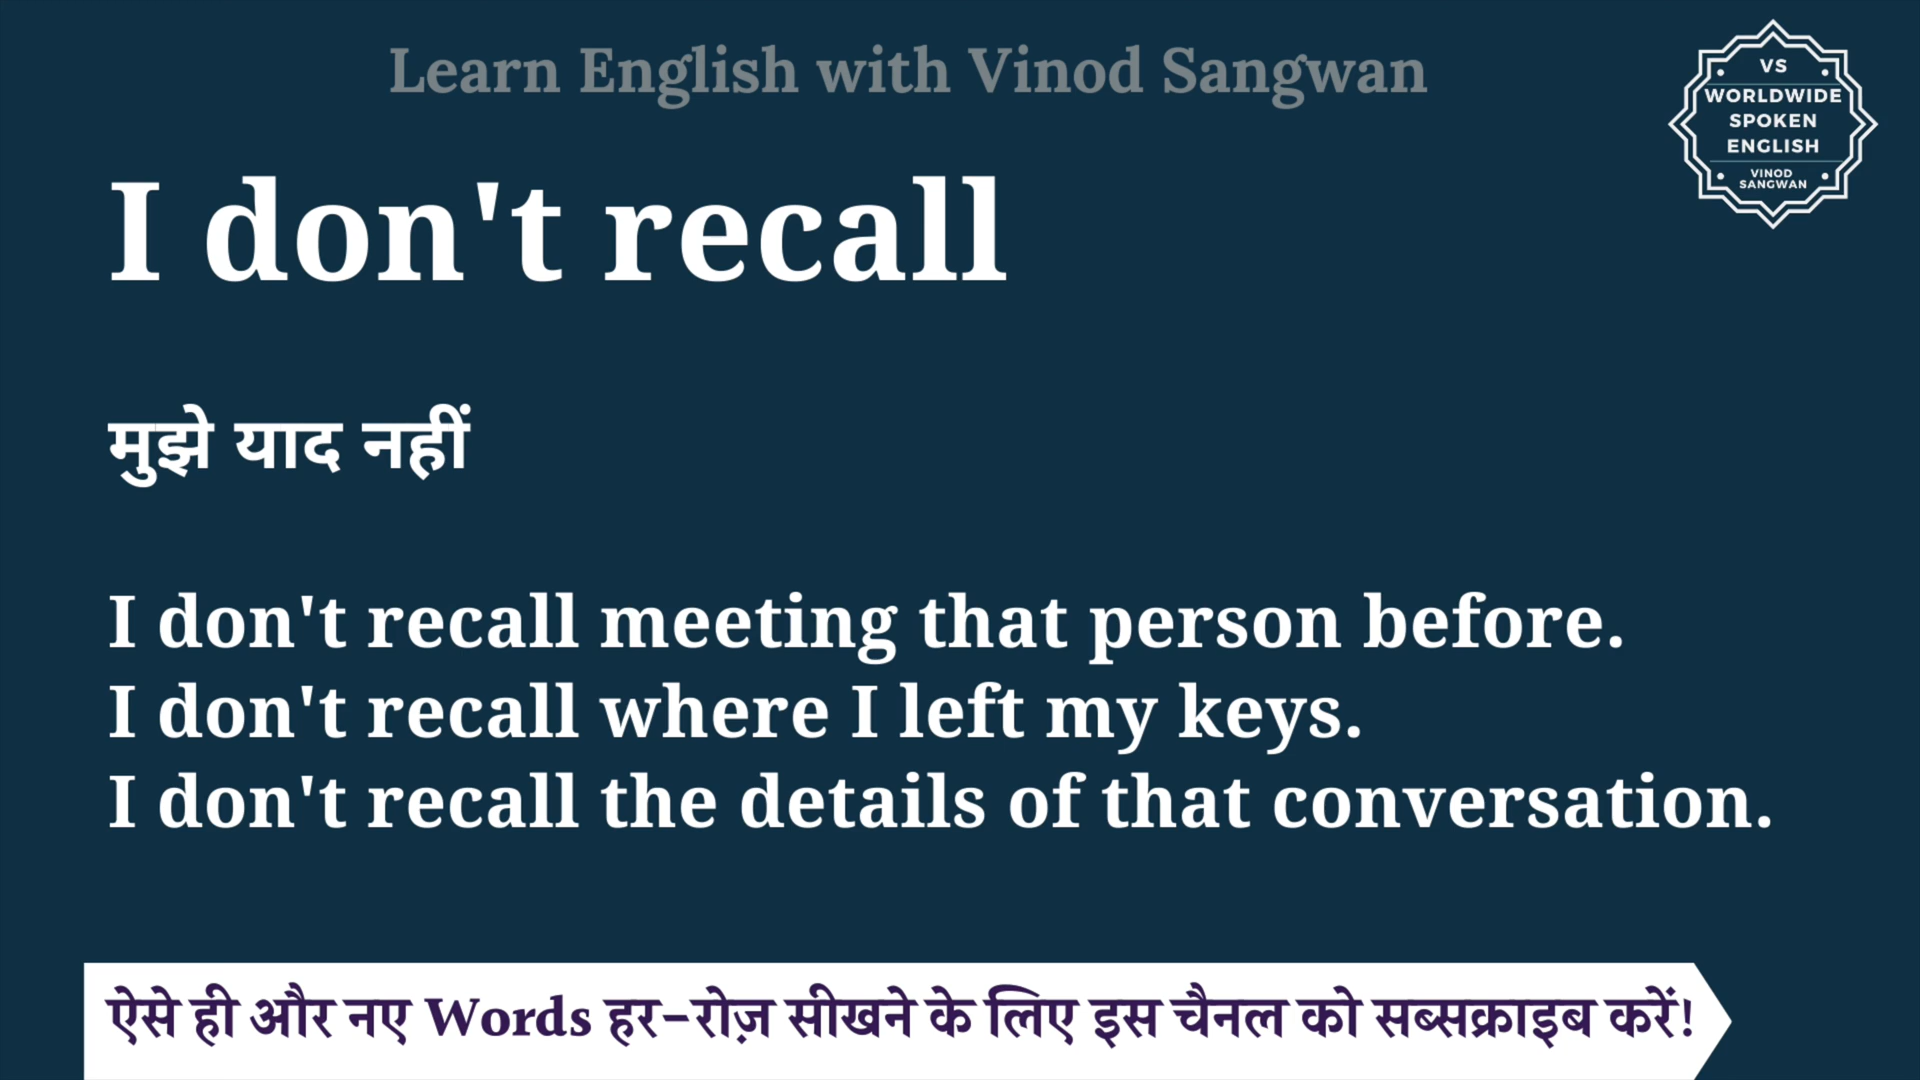 Learn English with Vinod Sangwan
VS
WORLDWIDE
SPOKEN
ENGLISH
VINOD
SANGWAN
I don't recall
मुझे याद नहीं
I don't recall meeting that person before.
I don't recall where I left my keys.
I don't recall the details of that conversation.
ऐसे ही और नए Words हर-रोज़ सीखने के लिए इस चैनल को सब्सक्राइब करें!